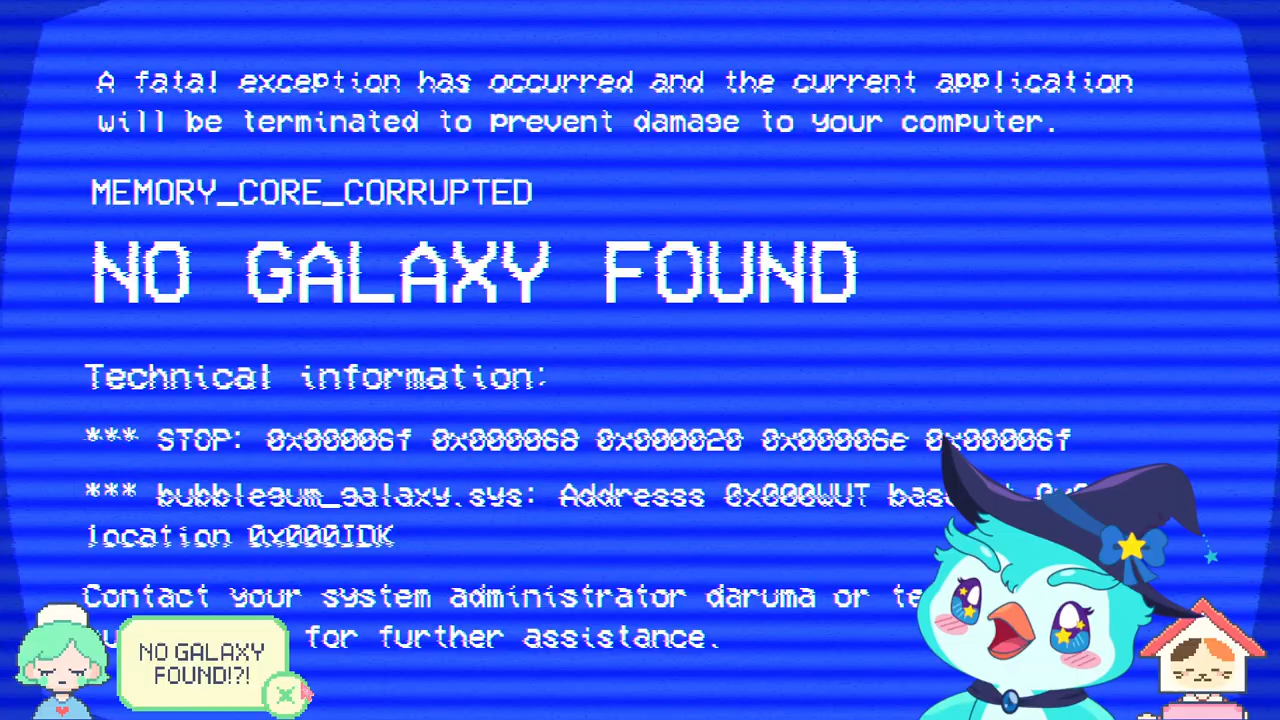 A fatal exception has occurred and the current application
will be terminated to prevent damage to your computer.
MEMORY_CORE_CORRUPTED
NO GALAXY FOUND
Technical information:
*** STOP: 0x00006f 0x000068 0x000020 0x00006e 0x00006f
*** bubblegum_galaxy.sys: Addresss 0x000WUT
location 0x000IDK
Contact your system administrator daruma or
for further assistance.
NO GALAXY
FOUND!?!